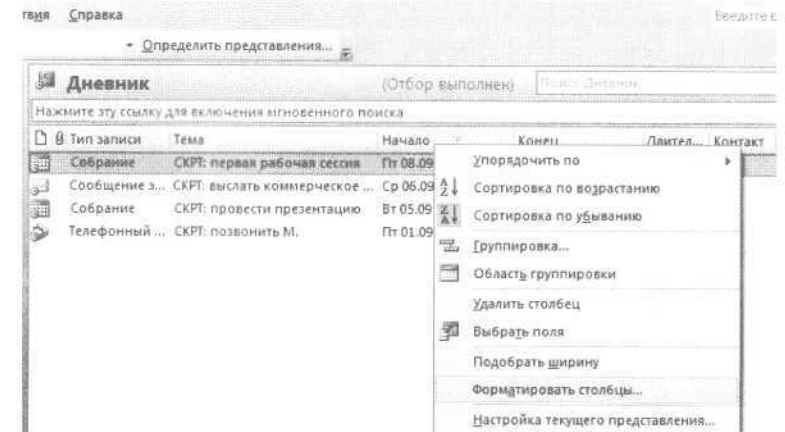 твия Справка Введите в
Определить представления...
Дневник (Отбор выполнен) Поиск: Дневник
Нажмите эту ссылку для включения мгновенного поиска
Тип записи Тема Начало Конец Длител... Контакт
Собрание СКРТ: первая рабочая сессия Пт 08.09
Сообщение э... СКРТ: выслать коммерческое ... Ср 06.09
Собрание СКРТ: провести презентацию Вт 05.09
Телефонный ... СКРТ: позвонить М. Пт 01.09
Упорядочить по
Сортировка по возрастанию
Сортировка по убыванию
Группировка...
Область группировки
Удалить столбец
Выбрать поля
Подобрать ширину
Форматировать столбцы...
Настройка текущего представления...